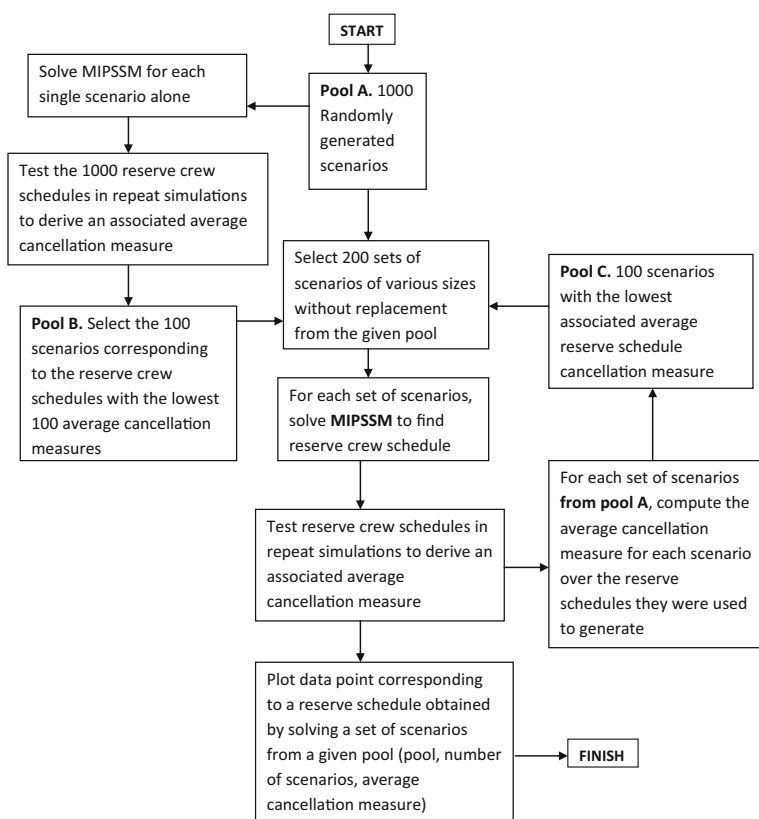 START
Solve MIPSSM for each
single scenario alone
Pool A. 1000
Randomly
generated
scenarios
Test the 1000 reserve crew
schedules in repeat simulations
to derive an associated average
cancellation measure
Select 200 sets of
scenarios of various sizes
without replacement
from the given pool
Pool C. 100 scenarios
with the lowest
associated average
reserve schedule
cancellation measure
Pool B. Select the 100
scenarios corresponding
to the reserve crew
schedules with the lowest
100 average cancellation
measures
For each set of scenarios,
solve MIPSSM to find
reserve crew schedule
For each set of scenarios
from pool A, compute the
average cancellation
measure for each scenario
over the reserve
schedules they were used
to generate
Test reserve crew schedules in
repeat simulations to derive an
associated average
cancellation measure
Plot data point corresponding
to a reserve schedule obtained
by solving a set of scenarios
from a given pool (pool, number
of scenarios, average
cancellation measure)
FINISH